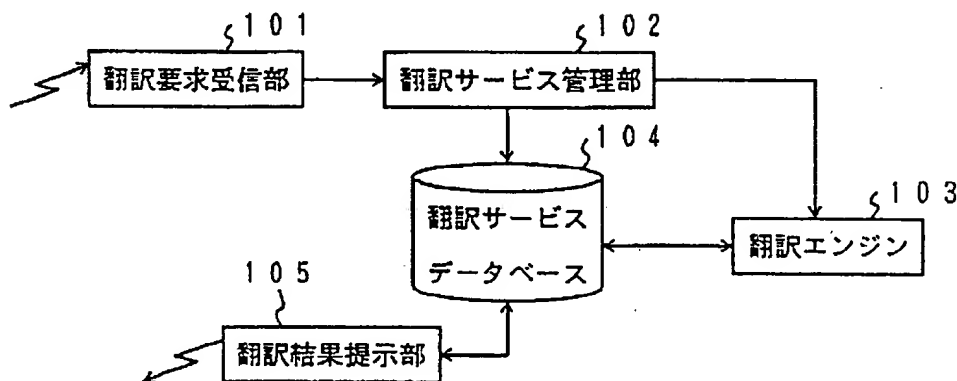 101
翻訳要求受信部
102
翻訳サービス管理部
104
翻訳サービス
データベース
103
翻訳エンジン
105
翻訳結果提示部